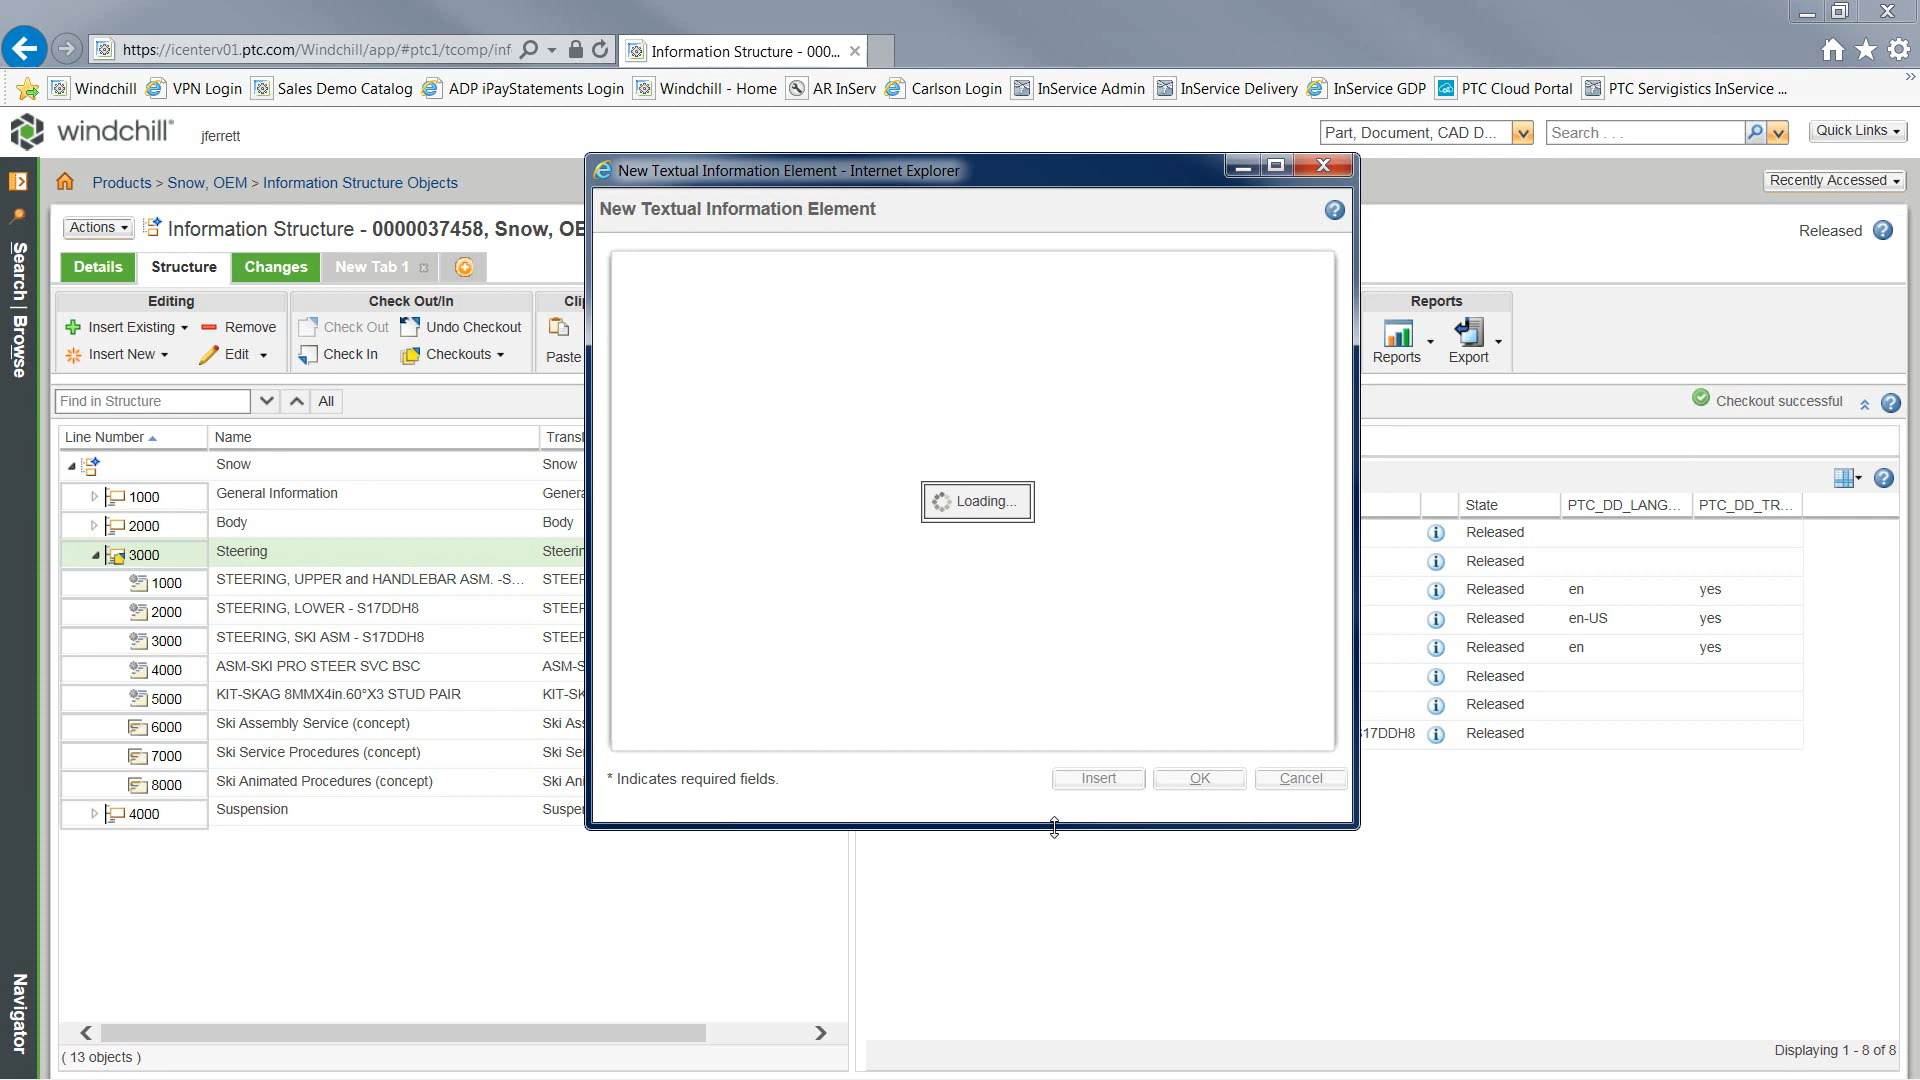 https://icenterv01.ptc.com/Windchill/app/#ptc1/tcomp/inf
Information Structure - 000...
Windchill
VPN Login
Sales Demo Catalog
ADP iPayStatements Login
Windchill - Home
AR InServ
Carlson Login
InService Admin
InService Delivery
InService GDP
PTC Cloud Portal
PTC Servigistics InService ...
windchill
jferrett
Part, Document, CAD D...
Search . . .
Quick Links
Products > Snow, OEM > Information Structure Objects
Recently Accessed
Search | Browse
Navigator
Actions
Information Structure - 0000037458, Snow, OE
Released
Details
Structure
Changes
New Tab 1
Editing
Check Out/In
Cli
Reports
Insert Existing
Remove
Check Out
Undo Checkout
Insert New
Edit
Check In
Checkouts
Paste
Reports
Export
Find in Structure
All
Checkout successful
Line Number
Name
Transl
Snow
Snow
1000
General Information
Genera
2000
Body
Body
3000
Steering
Steerin
1000
STEERING, UPPER and HANDLEBAR ASM. -S...
STEER
2000
STEERING, LOWER - S17DDH8
STEER
3000
STEERING, SKI ASM - S17DDH8
STEER
4000
ASM-SKI PRO STEER SVC BSC
ASM-S
5000
KIT-SKAG 8MMX4in.60°X3 STUD PAIR
KIT-SK
6000
Ski Assembly Service (concept)
Ski Ass
7000
Ski Service Procedures (concept)
Ski Ser
8000
Ski Animated Procedures (concept)
Ski Ani
4000
Suspension
Suspe
( 13 objects )
New Textual Information Element - Internet Explorer
New Textual Information Element
Loading...
* Indicates required fields.
Insert
OK
Cancel
State
PTC_DD_LANG...
PTC_DD_TR...
Released
Released
Released
en
yes
Released
en-US
yes
Released
en
yes
Released
Released
S17DDH8
Released
Displaying 1 - 8 of 8